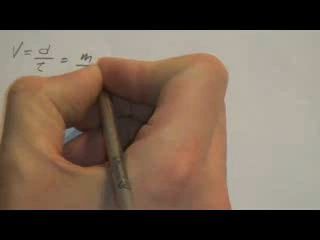 V = d/t = m